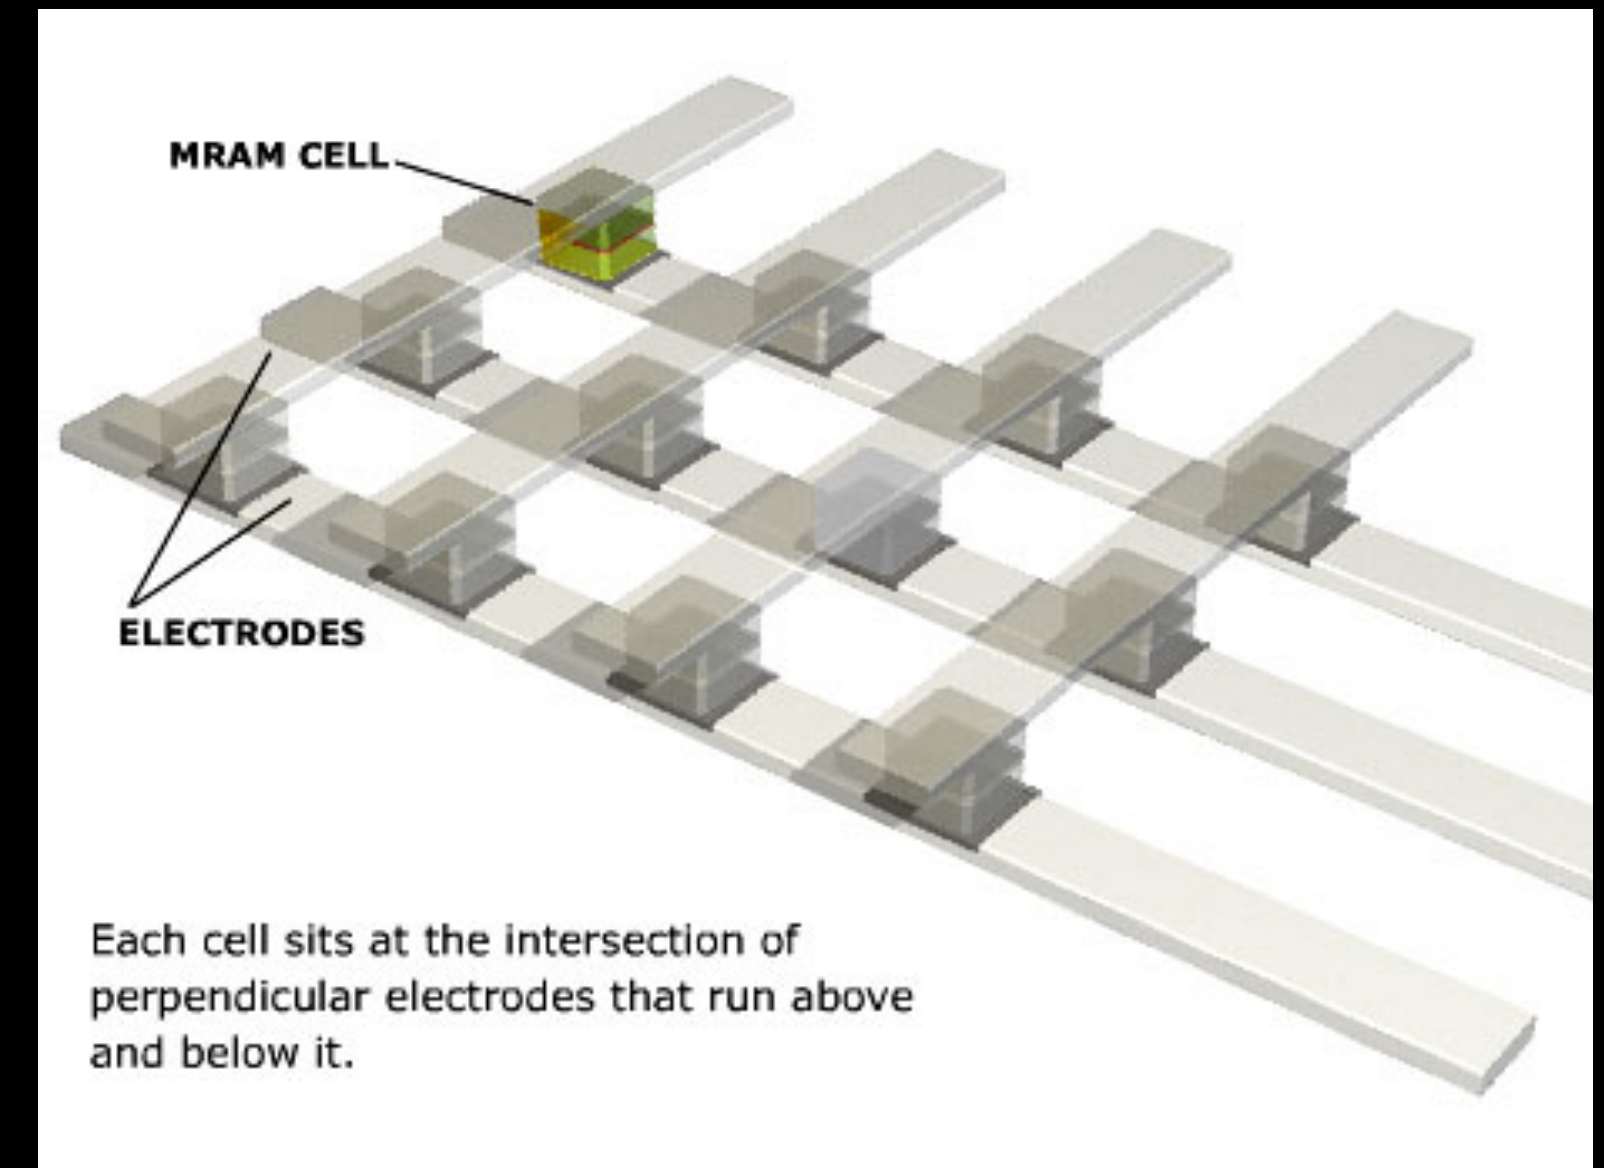 MRAM CELL
ELECTRODES
Each cell sits at the intersection of
perpendicular electrodes that run above
and below it.